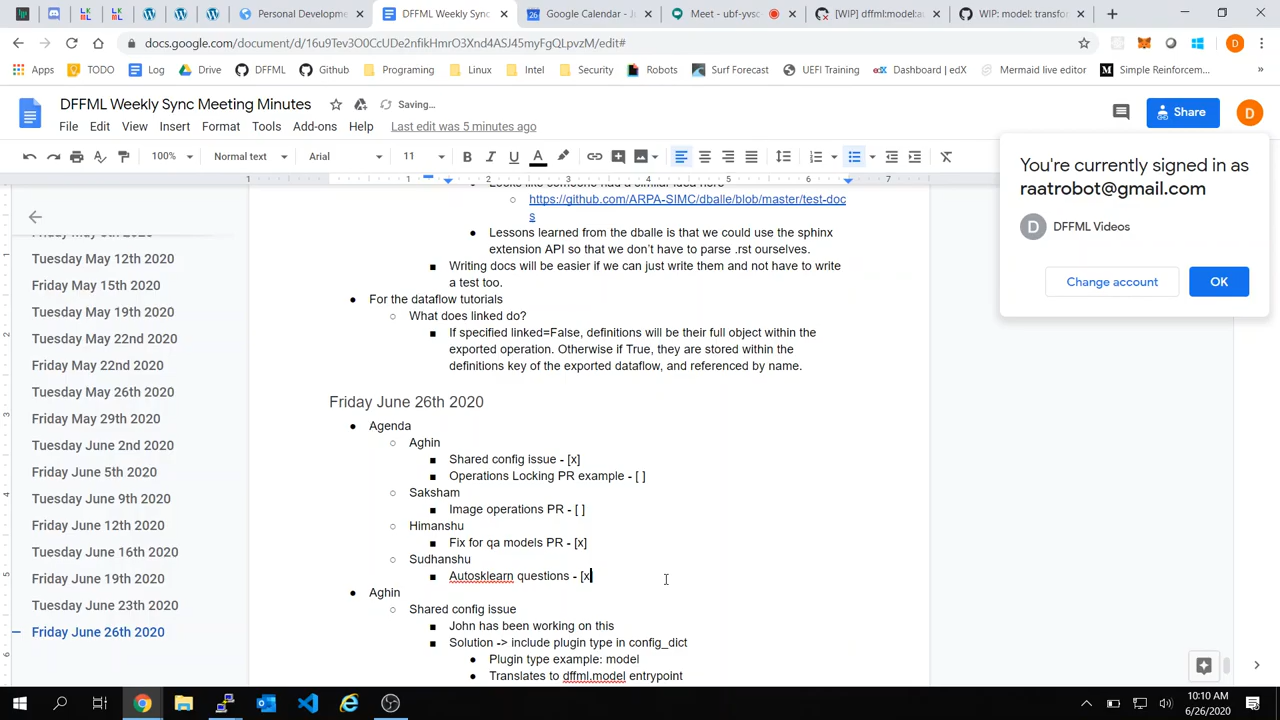 Personal Developme
DFFML Weekly Sync
Google Calendar - J
Meet - ubf-yvsc
[WIP] dffml:model:a
WIP: model: transfo
docs.google.com/document/d/16u9Tev3O0CcUDe2nfikHmrO3Xnd4ASJ45myFgQLpvzM/edit#
Apps TODO Log Drive DFFML Github Programing Linux Intel Security Robots Surf Forecast UEFI Training Dashboard | edX Mermaid live editor Simple Reinforcem...
DFFML Weekly Sync Meeting Minutes
Saving...
File Edit View Insert Format Tools Add-ons Help Last edit was 5 minutes ago
Share
D
100% Normal text Arial 11
You're currently signed in as
raatrobot@gmail.com
D DFFML Videos
Change account OK
Tuesday May 12th 2020
Friday May 15th 2020
Tuesday May 19th 2020
Tuesday May 22nd 2020
Friday May 22nd 2020
Tuesday May 26th 2020
Friday May 29th 2020
Tuesday June 2nd 2020
Friday June 5th 2020
Tuesday June 9th 2020
Friday June 12th 2020
Tuesday June 16th 2020
Friday June 19th 2020
Tuesday June 23rd 2020
Friday June 26th 2020
Looks like someone had a similar idea here
https://github.com/ARPA-SIMC/dballe/blob/master/test-doc
s
Lessons learned from the dballe is that we could use the sphinx
extension API so that we don't have to parse .rst ourselves.
Writing docs will be easier if we can just write them and not have to write
a test too.
For the dataflow tutorials
What does linked do?
If specified linked=False, definitions will be their full object within the
exported operation. Otherwise if True, they are stored within the
definitions key of the exported dataflow, and referenced by name.
Friday June 26th 2020
Agenda
Aghin
Shared config issue - [x]
Operations Locking PR example - [ ]
Saksham
Image operations PR - [ ]
Himanshu
Fix for qa models PR - [x]
Sudhanshu
Autosklearn questions - [x]
Aghin
Shared config issue
John has been working on this
Solution -> include plugin type in config_dict
Plugin type example: model
Translates to dffml.model entrypoint
10:10 AM
6/26/2020